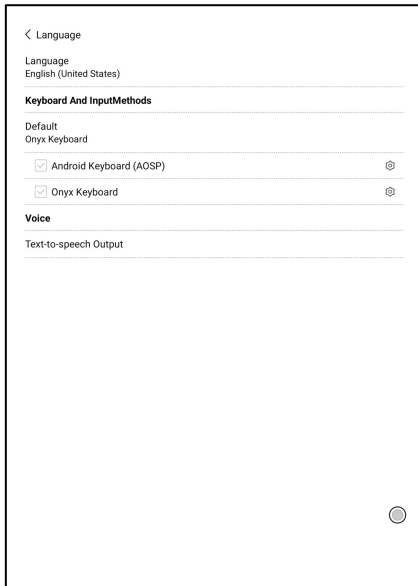 Language
Language
English (United States)
Keyboard And InputMethods
Default
Onyx Keyboard
Android Keyboard (AOSP)
Onyx Keyboard
Voice
Text-to-speech Output